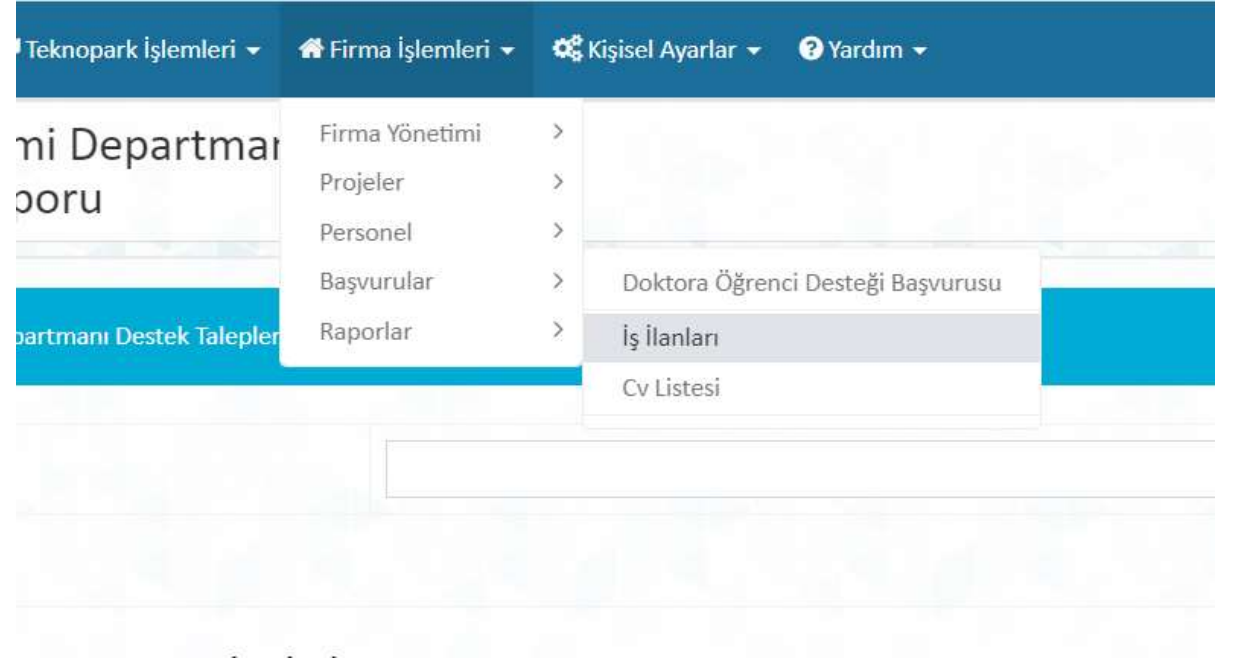 Teknopark İşlemleri Firma İşlemleri Kişisel Ayarlar Yardım
Firma Yönetimi
Projeler
Personel
Başvurular
Raporlar
Doktora Öğrenci Desteği Başvurusu
İş İlanları
Cv Listesi
mi Departmar
poru
partmanı Destek Talepler